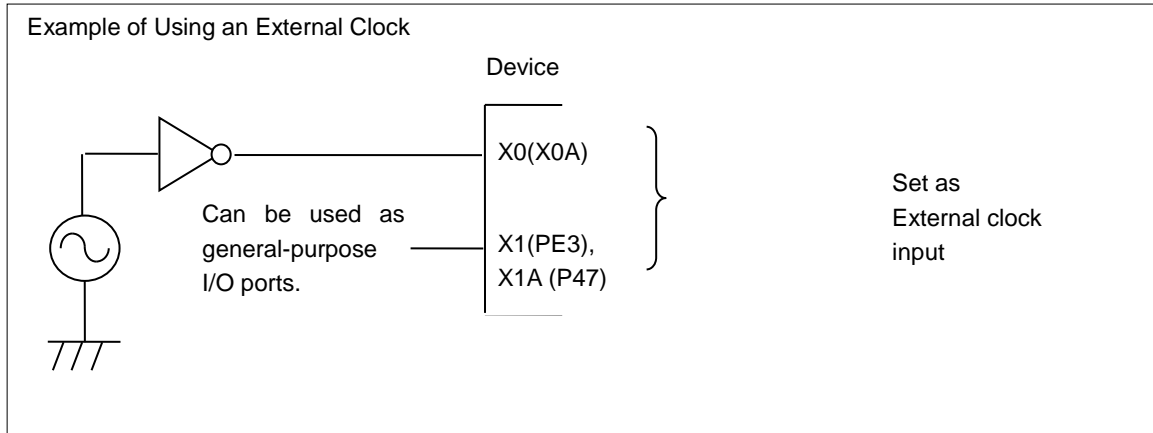 Example of Using an External Clock
Device
X0(X0A)
Can be used as
general-purpose
I/O ports.
X1(PE3),
X1A (P47)
Set as
External clock
input